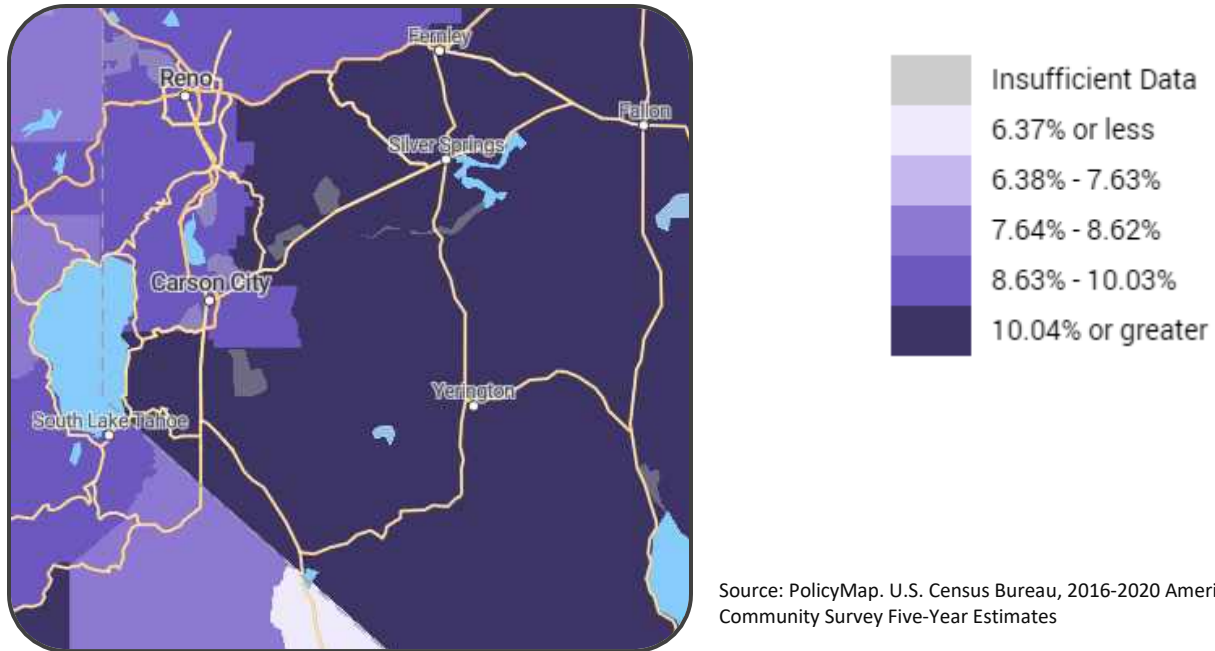 Fernley
Reno
Fallon
Silver Springs
Carson City
Yerington
South Lake Tahoe
Insufficient Data
6.37% or less
6.38% - 7.63%
7.64% - 8.62%
8.63% - 10.03%
10.04% or greater
Source: PolicyMap. U.S. Census Bureau, 2016-2020 Ameri
Community Survey Five-Year Estimates